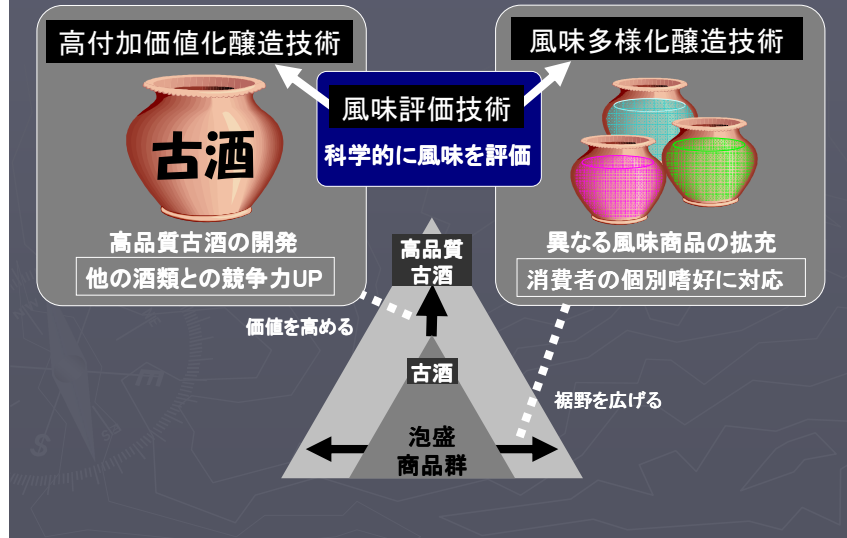 高付加価値化醸造技術
古酒
高品質古酒の開発
他の酒類との競争力UP
風味評価技術
科学的に風味を評価
風味多様化醸造技術
異なる風味商品の拡充
消費者の個別嗜好に対応
価値を高める
高品質
古酒
古酒
裾野を広げる
泡盛
商品群
m
S